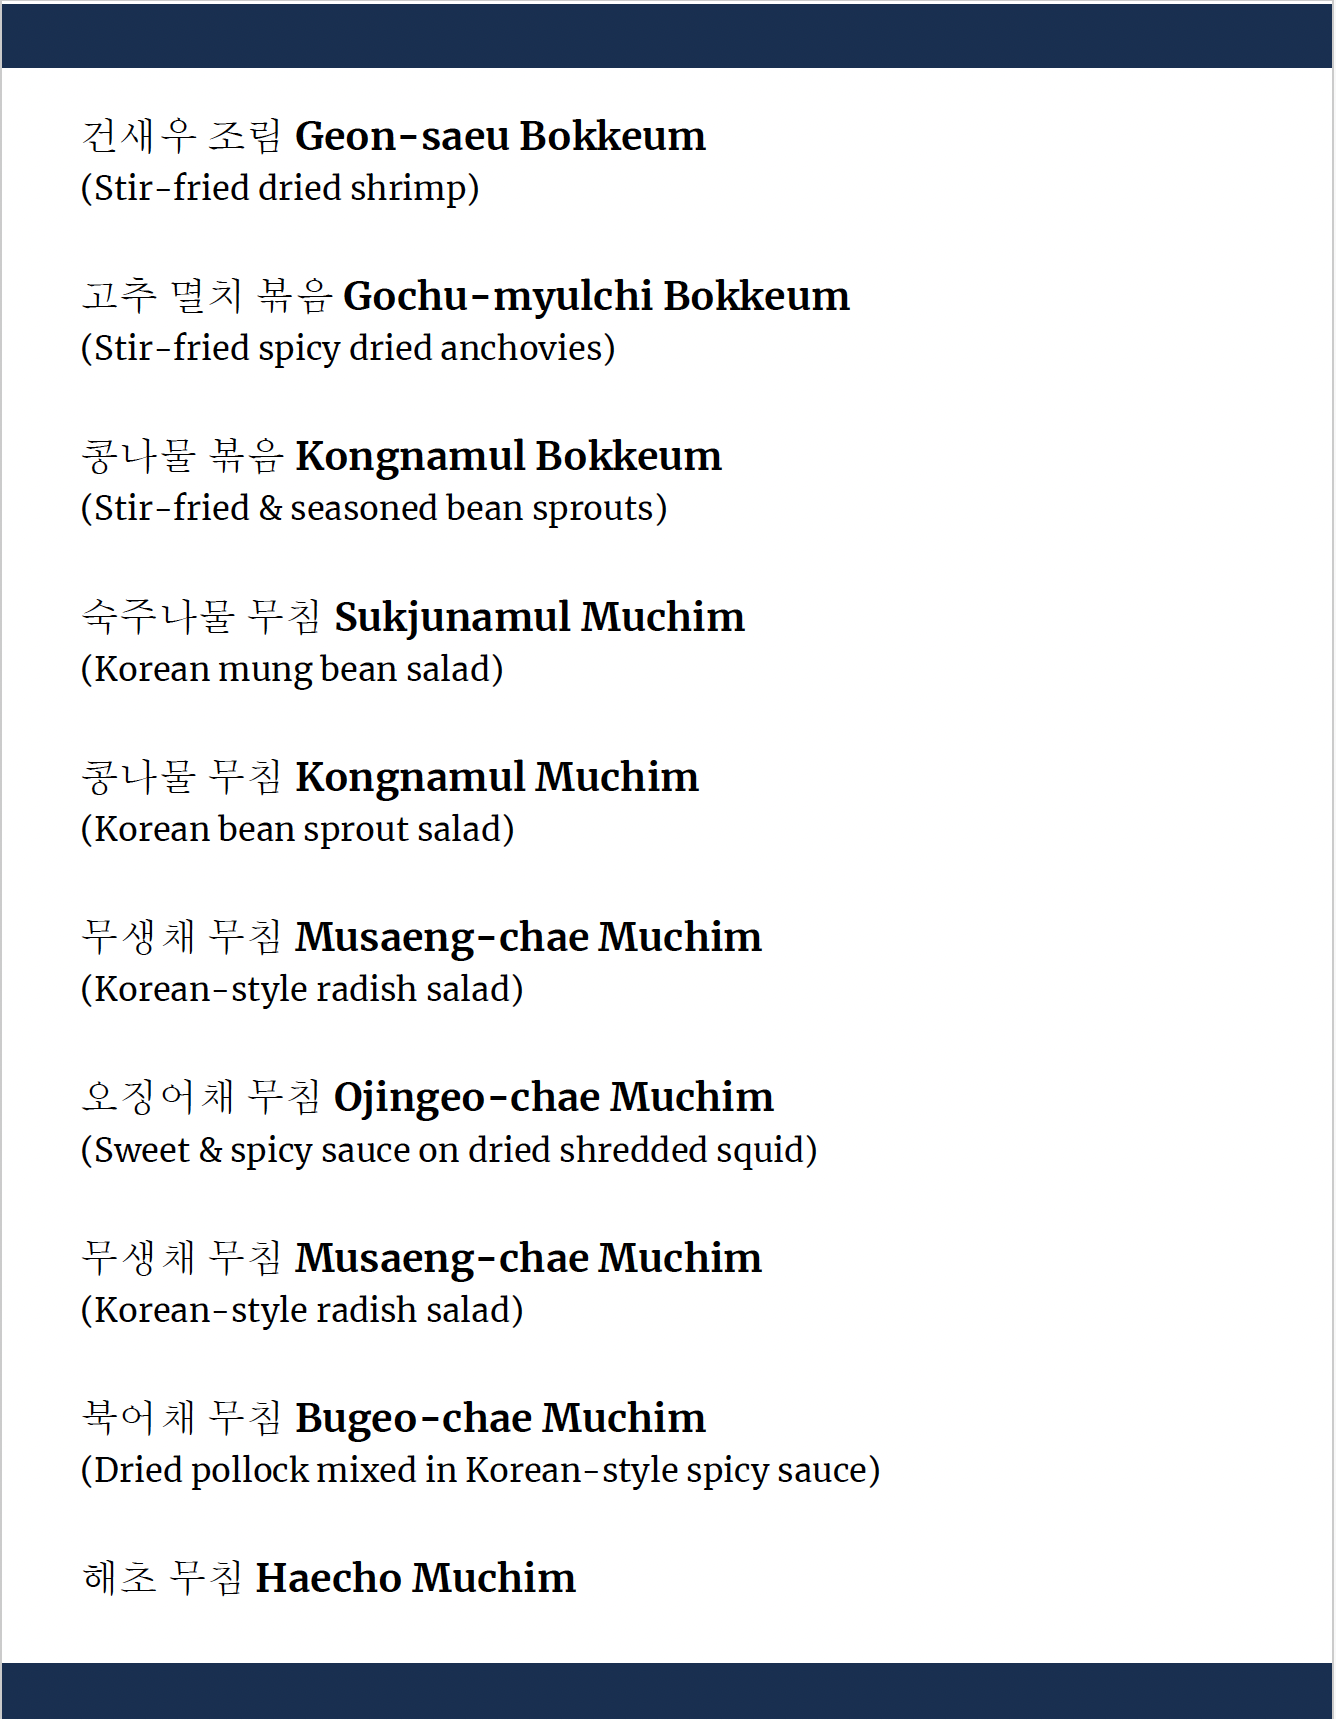 건새우 조림 Geon-saeu Bokkeum
(Stir-fried dried shrimp)
고추 멸치 볶음 Gochu-myulchi Bokkeum
(Stir-fried spicy dried anchovies)
콩나물 볶음 Kongnamul Bokkeum
(Stir-fried & seasoned bean sprouts)
숙주나물 무침 Sukjunamul Muchim
(Korean mung bean salad)
콩나물 무침 Kongnamul Muchim
(Korean bean sprout salad)
무생채 무침 Musaeng-chae Muchim
(Korean-style radish salad)
오징어채 무침 Ojingeo-chae Muchim
(Sweet & spicy sauce on dried shredded squid)
무생채 무침 Musaeng-chae Muchim
(Korean-style radish salad)
북어채 무침 Bugeo-chae Muchim
(Dried pollock mixed in Korean-style spicy sauce)
해초 무침 Haecho Muchim